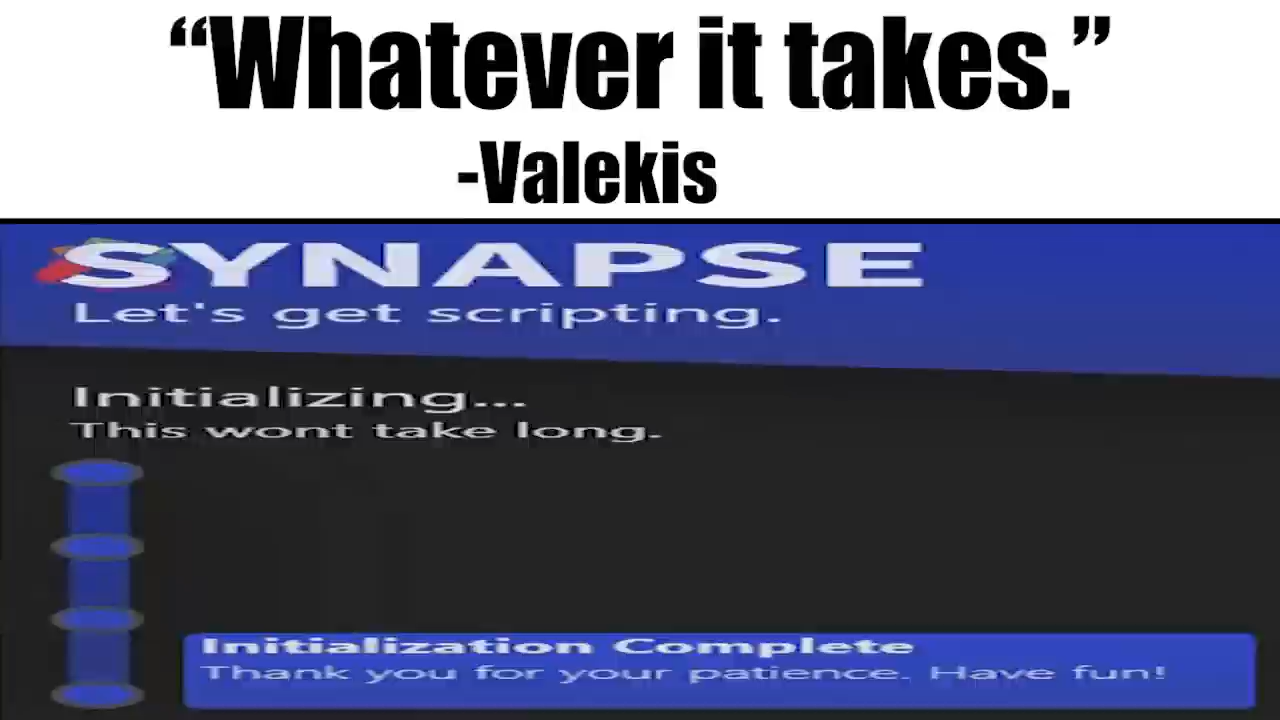 “Whatever it takes.”
-Valekis
SYNAPSE
Let's get scripting.
Initializing...
This wont take long.
Initialization Complete
Thank you for your patience. Have fun!